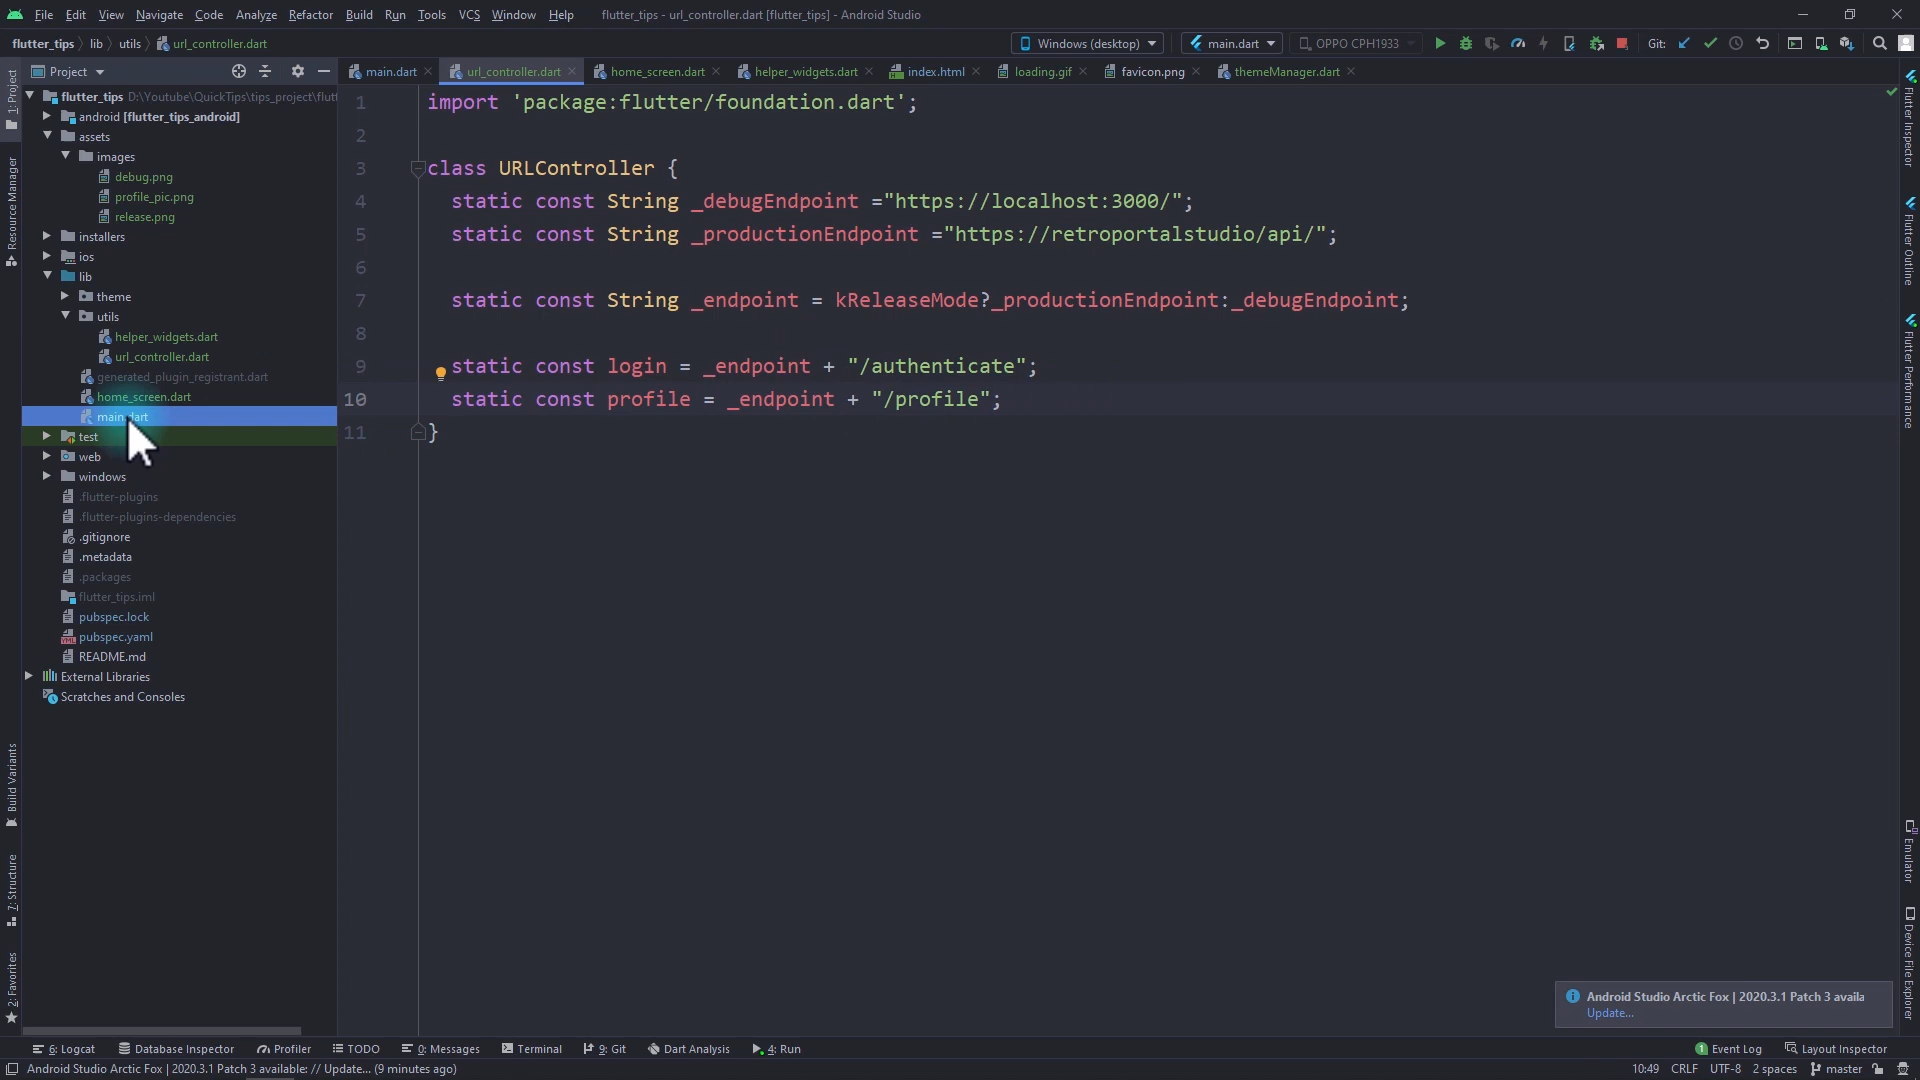 File Edit View Navigate Code Analyze Refactor Build Run Tools VCS Window Help flutter_tips - url_controller.dart [flutter_tips] - Android Studio
flutter_tips lib utils url_controller.dart Windows (desktop) main.dart OPPO CPH1933 Git:
Project main.dart url_controller.dart home_screen.dart helper_widgets.dart index.html loading.gif favicon.png themeManager.dart
flutter_tips D:\Youtube\QuickTips\tips_project\flut
android [flutter_tips_android]
assets
images
debug.png
profile_pic.png
release.png
installers
ios
lib
theme
utils
helper_widgets.dart
url_controller.dart
generated_plugin_registrant.dart
home_screen.dart
main.dart
test
web
windows
.flutter-plugins
.flutter-plugins-dependencies
.gitignore
.metadata
.packages
flutter_tips.iml
pubspec.lock
pubspec.yaml
README.md
External Libraries
Scratches and Consoles
1 import 'package:flutter/foundation.dart';
2
3 class URLController {
4 static const String _debugEndpoint ="https://localhost:3000/";
5 static const String _productionEndpoint ="https://retroportalstudio/api/";
6
7 static const String _endpoint = kReleaseMode?_productionEndpoint:_debugEndpoint;
8
9 static const login = _endpoint + "/authenticate";
10 static const profile = _endpoint + "/profile";
11 }
1: Project
Resource Manager
Build Variants
7: Structure
2: Favorites
Flutter Inspector
Flutter Outline
Flutter Performance
Emulator
Device File Explorer
Android Studio Arctic Fox | 2020.3.1 Patch 3 availa
Update...
6: Logcat Database Inspector Profiler TODO 0: Messages Terminal 9: Git Dart Analysis 4: Run 1 Event Log Layout Inspector
Android Studio Arctic Fox | 2020.3.1 Patch 3 available: // Update... (9 minutes ago) 10:49 CRLF UTF-8 2 spaces master